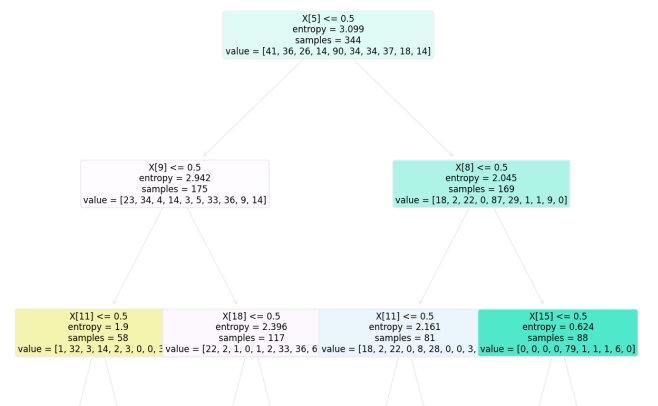 X[5] <= 0.5
entropy = 3.099
samples = 344
value = [41, 36, 26, 14, 90, 34, 34, 37, 18, 14]
X[9] <= 0.5
entropy = 2.942
samples = 175
value = [23, 34, 4, 14, 3, 5, 33, 36, 9, 14]
X[8] <= 0.5
entropy = 2.045
samples = 169
value = [18, 2, 22, 0, 87, 29, 1, 1, 9, 0]
X[11] <= 0.5
entropy = 1.9
samples = 58
value = [1, 32, 3, 14, 2, 3, 0, 0, 3
X[18] <= 0.5
entropy = 2.396
samples = 117
value = [22, 2, 1, 0, 1, 2, 33, 36, 6
X[11] <= 0.5
entropy = 2.161
samples = 81
value = [18, 2, 22, 0, 8, 28, 0, 0, 3,
X[15] <= 0.5
entropy = 0.624
samples = 88
value = [0, 0, 0, 0, 79, 1, 1, 1, 6, 0]